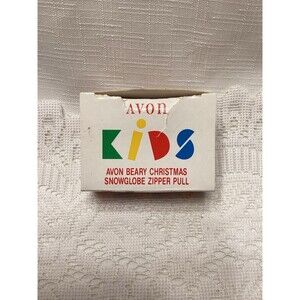 AVON
KiDS
AVON BEARY CHRISTMAS
SNOWGLOBE ZIPPER PULL